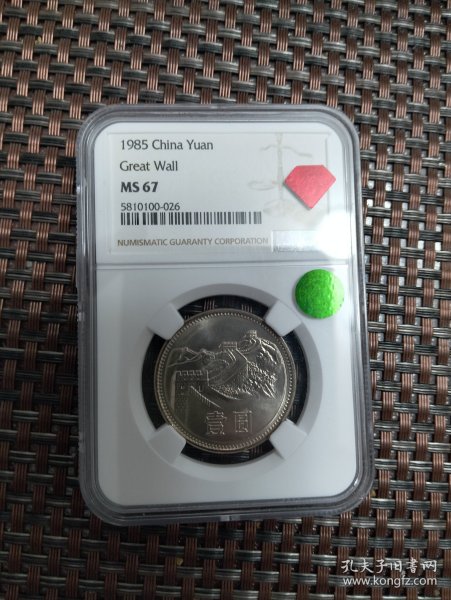 1985 China Yuan
Great Wall
MS 67
5810100-026
NUMISMATIC GUARANTY CORPORATION
壹圆
孔夫子旧书网
www.kongfz.com